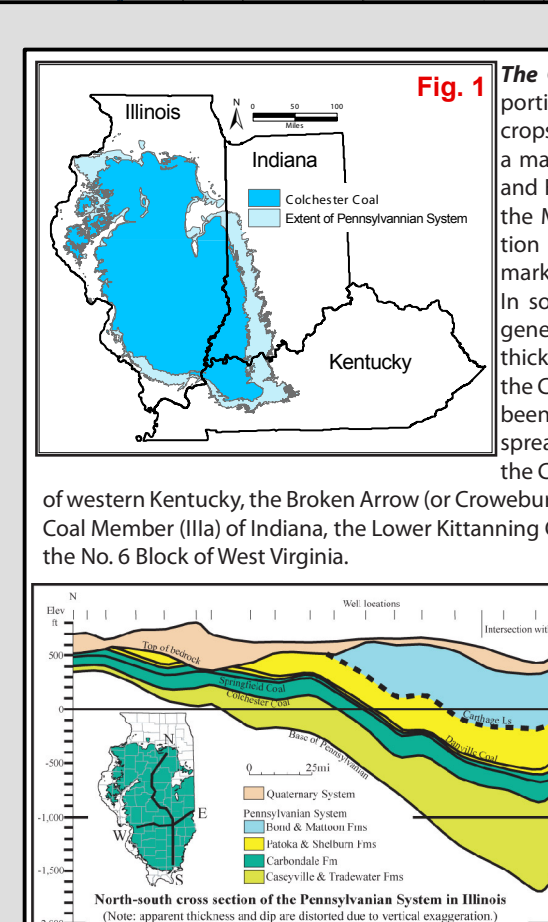 Fig. 1
Illinois
N
0 50 100
Miles
Indiana
Colchester Coal
Extent of Pennsylvannian System
Kentucky
The
porti
crops
a ma
and I
the M
tion
mark
In so
gene
thick
the C
been
sprea
the C
of western Kentucky, the Broken Arrow (or Crowebur
Coal Member (IIIa) of Indiana, the Lower Kittanning
the No. 6 Block of West Virginia.
N
Elev
ft
Well locations
Intersection wit
500
0
-500
-1,000
-1,500
Top of bedrock
Springfield Coal
Colchester Coal
Base of Pennsylvanian
Carthage Ls
Danville Coal
N
E
W
S
0 25mi
Quaternary System
Pennsylvanian System
Bond & Mattoon Fms
Patoka & Shelburn Fms
Carbondale Fm
Caseyville & Tradewater Fms
North-south cross section of the Pennsylvanian System in Illinois
(Note: apparent thickness and dip are distorted due to vertical exaggeration.)